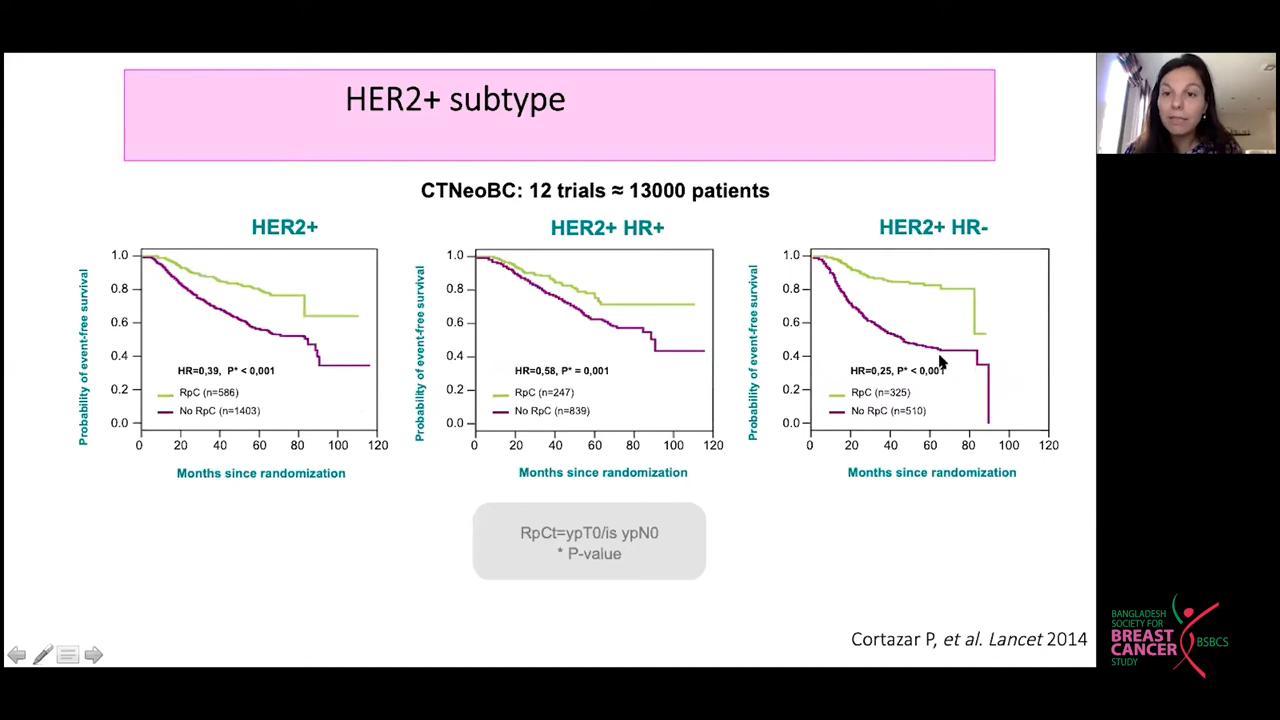 HER2+ subtype
CTNeoBC: 12 trials ≈ 13000 patients
HER2+
Probability of event-free survival
1.0
0.8
0.6
0.4
0.2
0.0
HR=0,39, P* < 0,001
RpC (n=586)
No RpC (n=1403)
0 20 40 60 80 100 120
Months since randomization
HER2+ HR+
Probability of event-free survival
1.0
0.8
0.6
0.4
0.2
0.0
HR=0,58, P* = 0,001
RpC (n=247)
No RpC (n=839)
0 20 40 60 80 100 120
Months since randomization
HER2+ HR-
Probability of event-free survival
1.0
0.8
0.6
0.4
0.2
0.0
HR=0,25, P* < 0,001
RpC (n=325)
No RpC (n=510)
0 20 40 60 80 100 120
Months since randomization
RpCt=ypT0/is ypN0
* P-value
Cortazar P, et al. Lancet 2014
BANGLADESH
SOCIETY FOR
BREAST
CANCER
STUDY
BSBCS